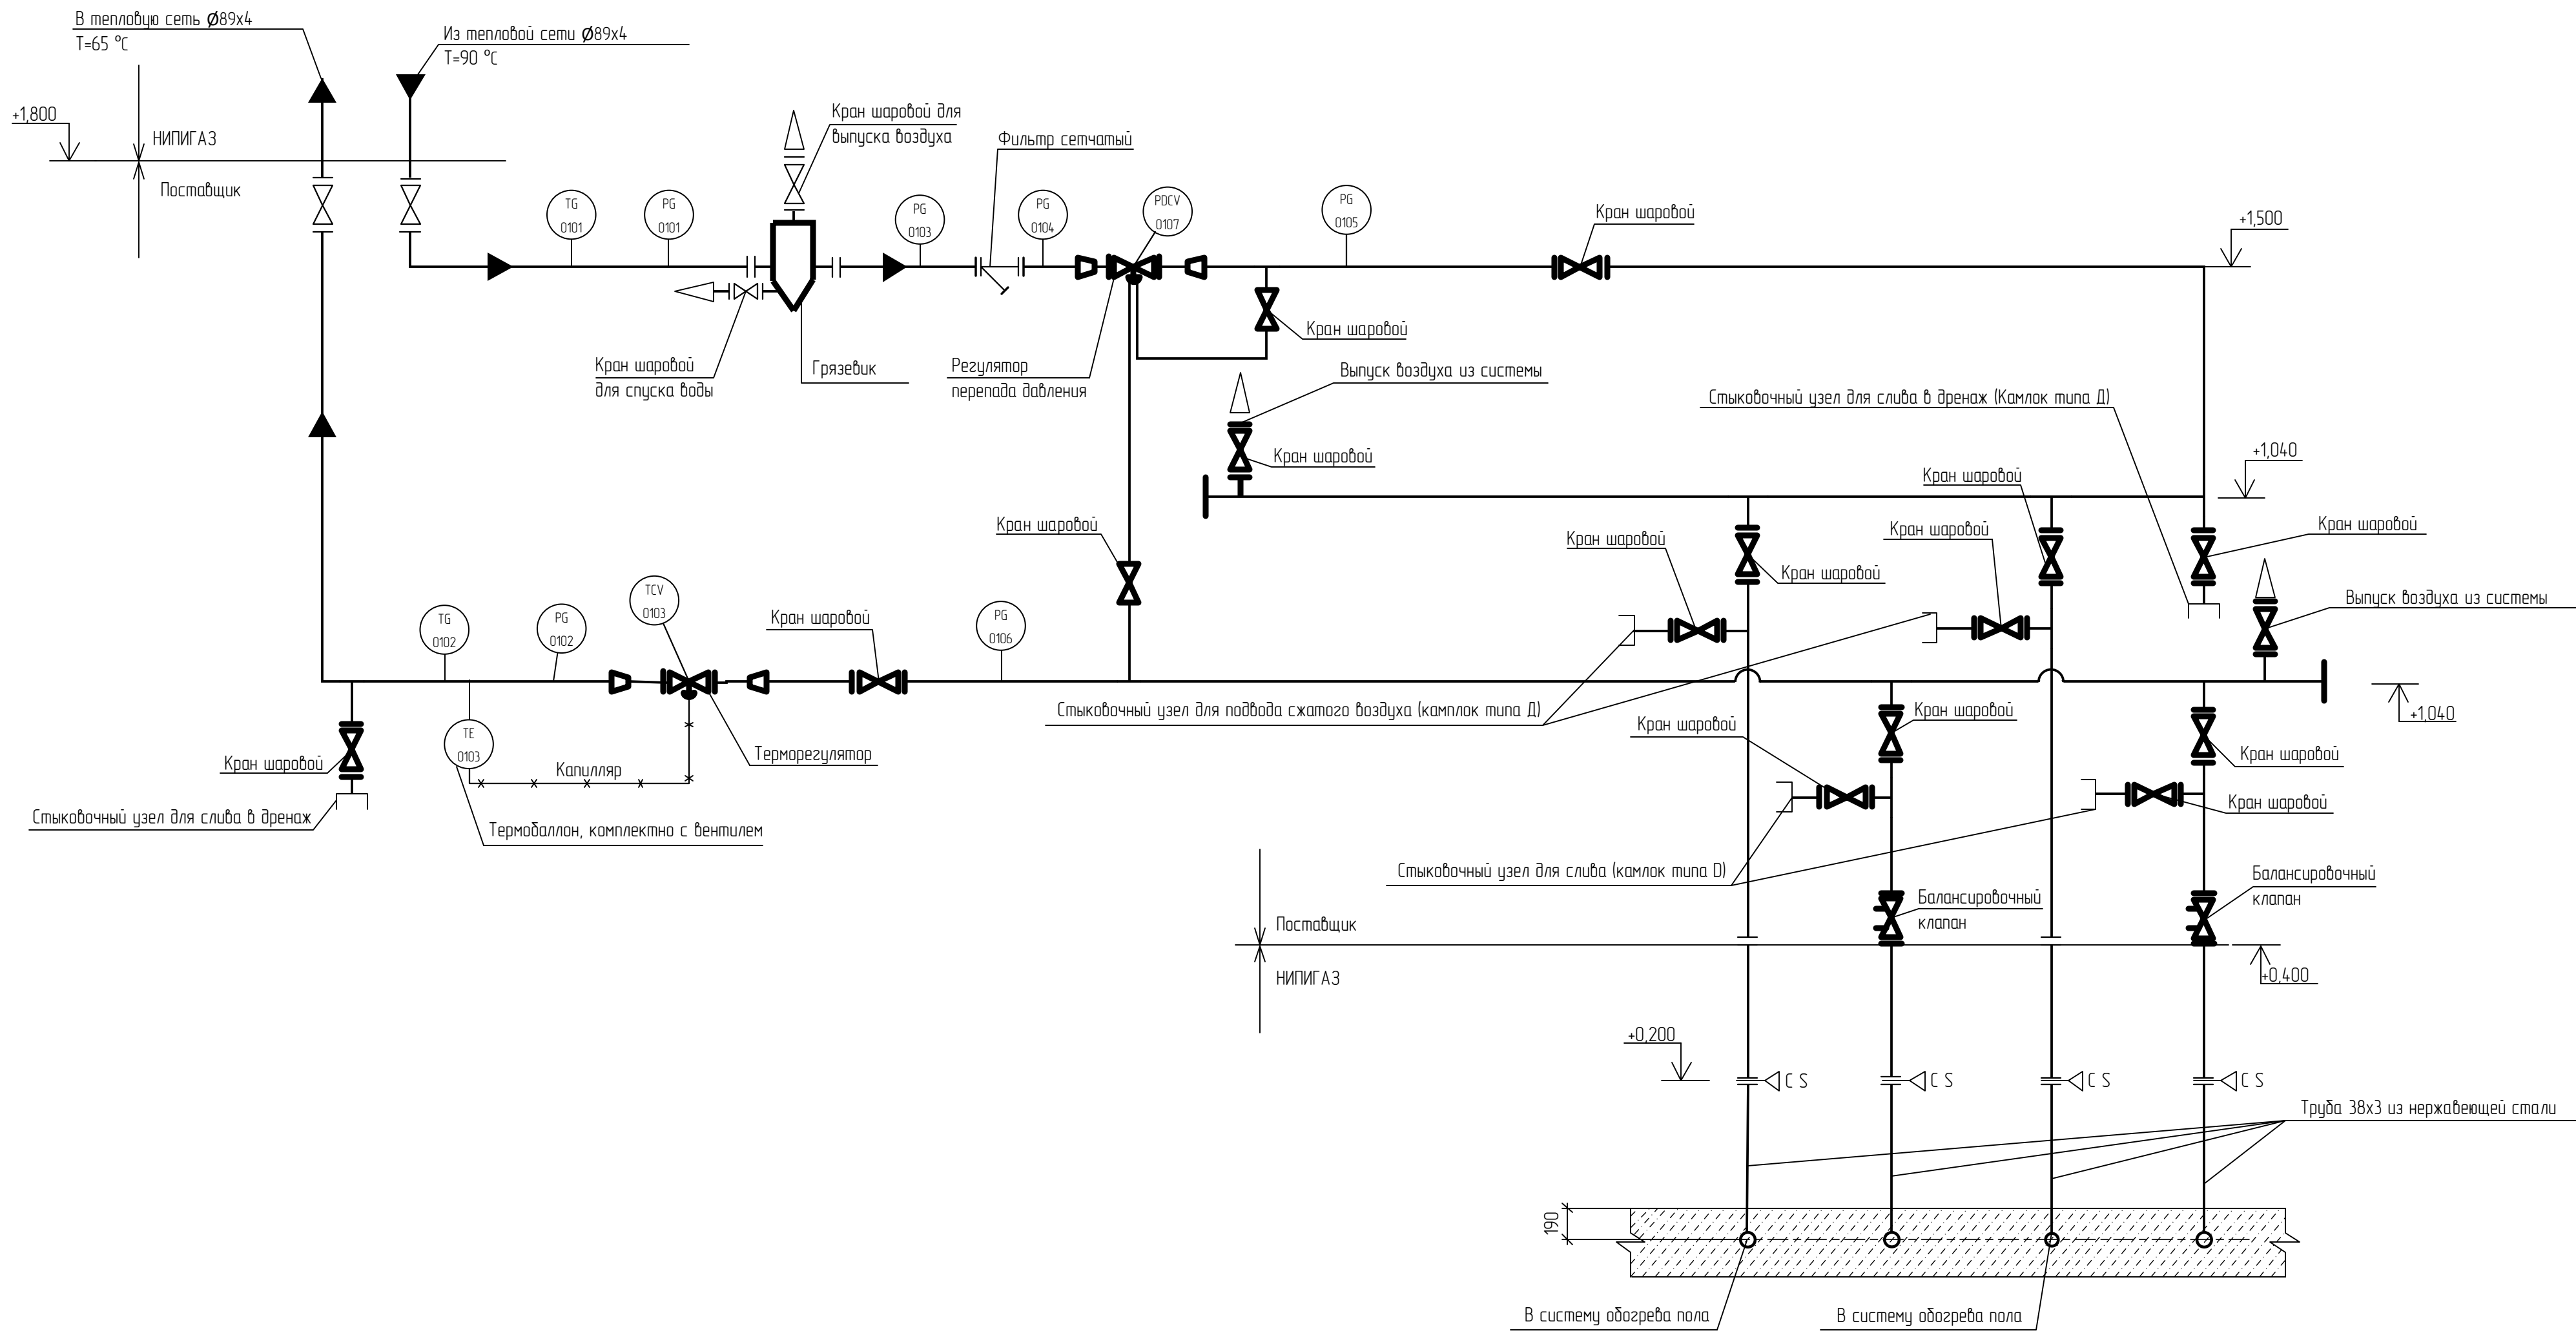 В тепловую сеть Ø89х4
Т=65 °С
Из тепловой сети Ø89х4
Т=90 °С
+1,800
НИПИГАЗ
Поставщик
Кран шаровой для
выпуска воздуха
Фильтр сетчатый
TG
0101
PG
0101
PG
0103
PG
0104
PDCV
0107
PG
0105
Кран шаровой
+1,500
Кран шаровой
для спуска воды
Грязевик
Регулятор
перепада давления
Кран шаровой
Выпуск воздуха из системы
Кран шаровой
Стыковочный узел для слива в дренаж (Камлок типа Д)
+1,040
Кран шаровой
Кран шаровой
Кран шаровой
Кран шаровой
Кран шаровой
Кран шаровой
Выпуск воздуха из системы
TG
0102
PG
0102
TCV
0103
Кран шаровой
PG
0106
Стыковочный узел для подвода сжатого воздуха (камплок типа Д)
Кран шаровой
Кран шаровой
+1,040
Кран шаровой
TE
0103
Капилляр
Терморегулятор
Кран шаровой
Кран шаровой
Стыковочный узел для слива в дренаж
Термобаллон, комплектно с вентилем
Стыковочный узел для слива (камлок типа D)
Балансировочный
клапан
Балансировочный
клапан
Поставщик
НИПИГАЗ
+0,400
+0,200
C S
C S
C S
C S
Труба 38х3 из нержавеющей стали
190
В систему обогрева пола
В систему обогрева пола